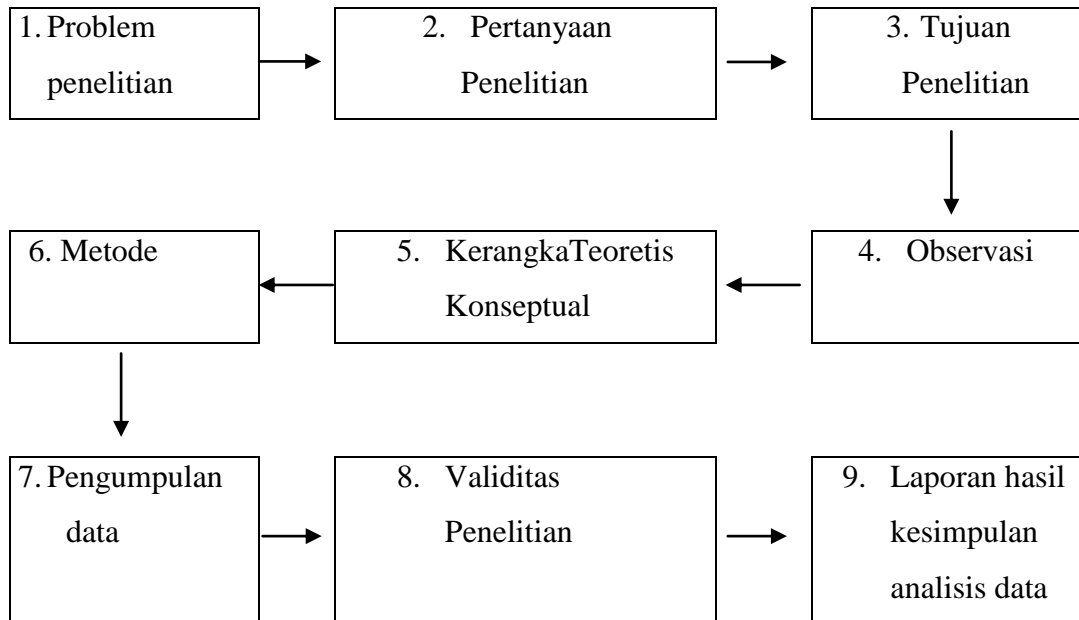 1. Problem
penelitian
2. Pertanyaan
Penelitian
3. Tujuan
Penelitian
4. Observasi
5. KerangkaTeoretis
Konseptual
6. Metode
7. Pengumpulan
data
8. Validitas
Penelitian
9. Laporan hasil
kesimpulan
analisis data